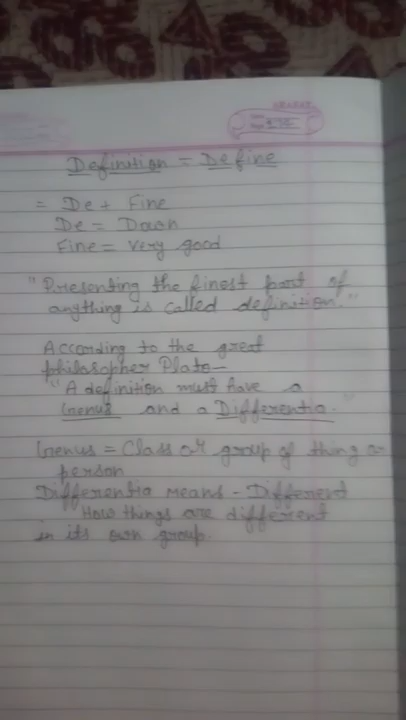 Definition = Define
= De + Fine
De = Down
Fine = very good
"Presenting the finest part of
anything is called definition."
According to the great
philosopher Plato-
"A definition must have a
Genus and a Differentia."
Genus = Class or group of thing or
person
Differentia Means - Different
How things are different
in its own group.